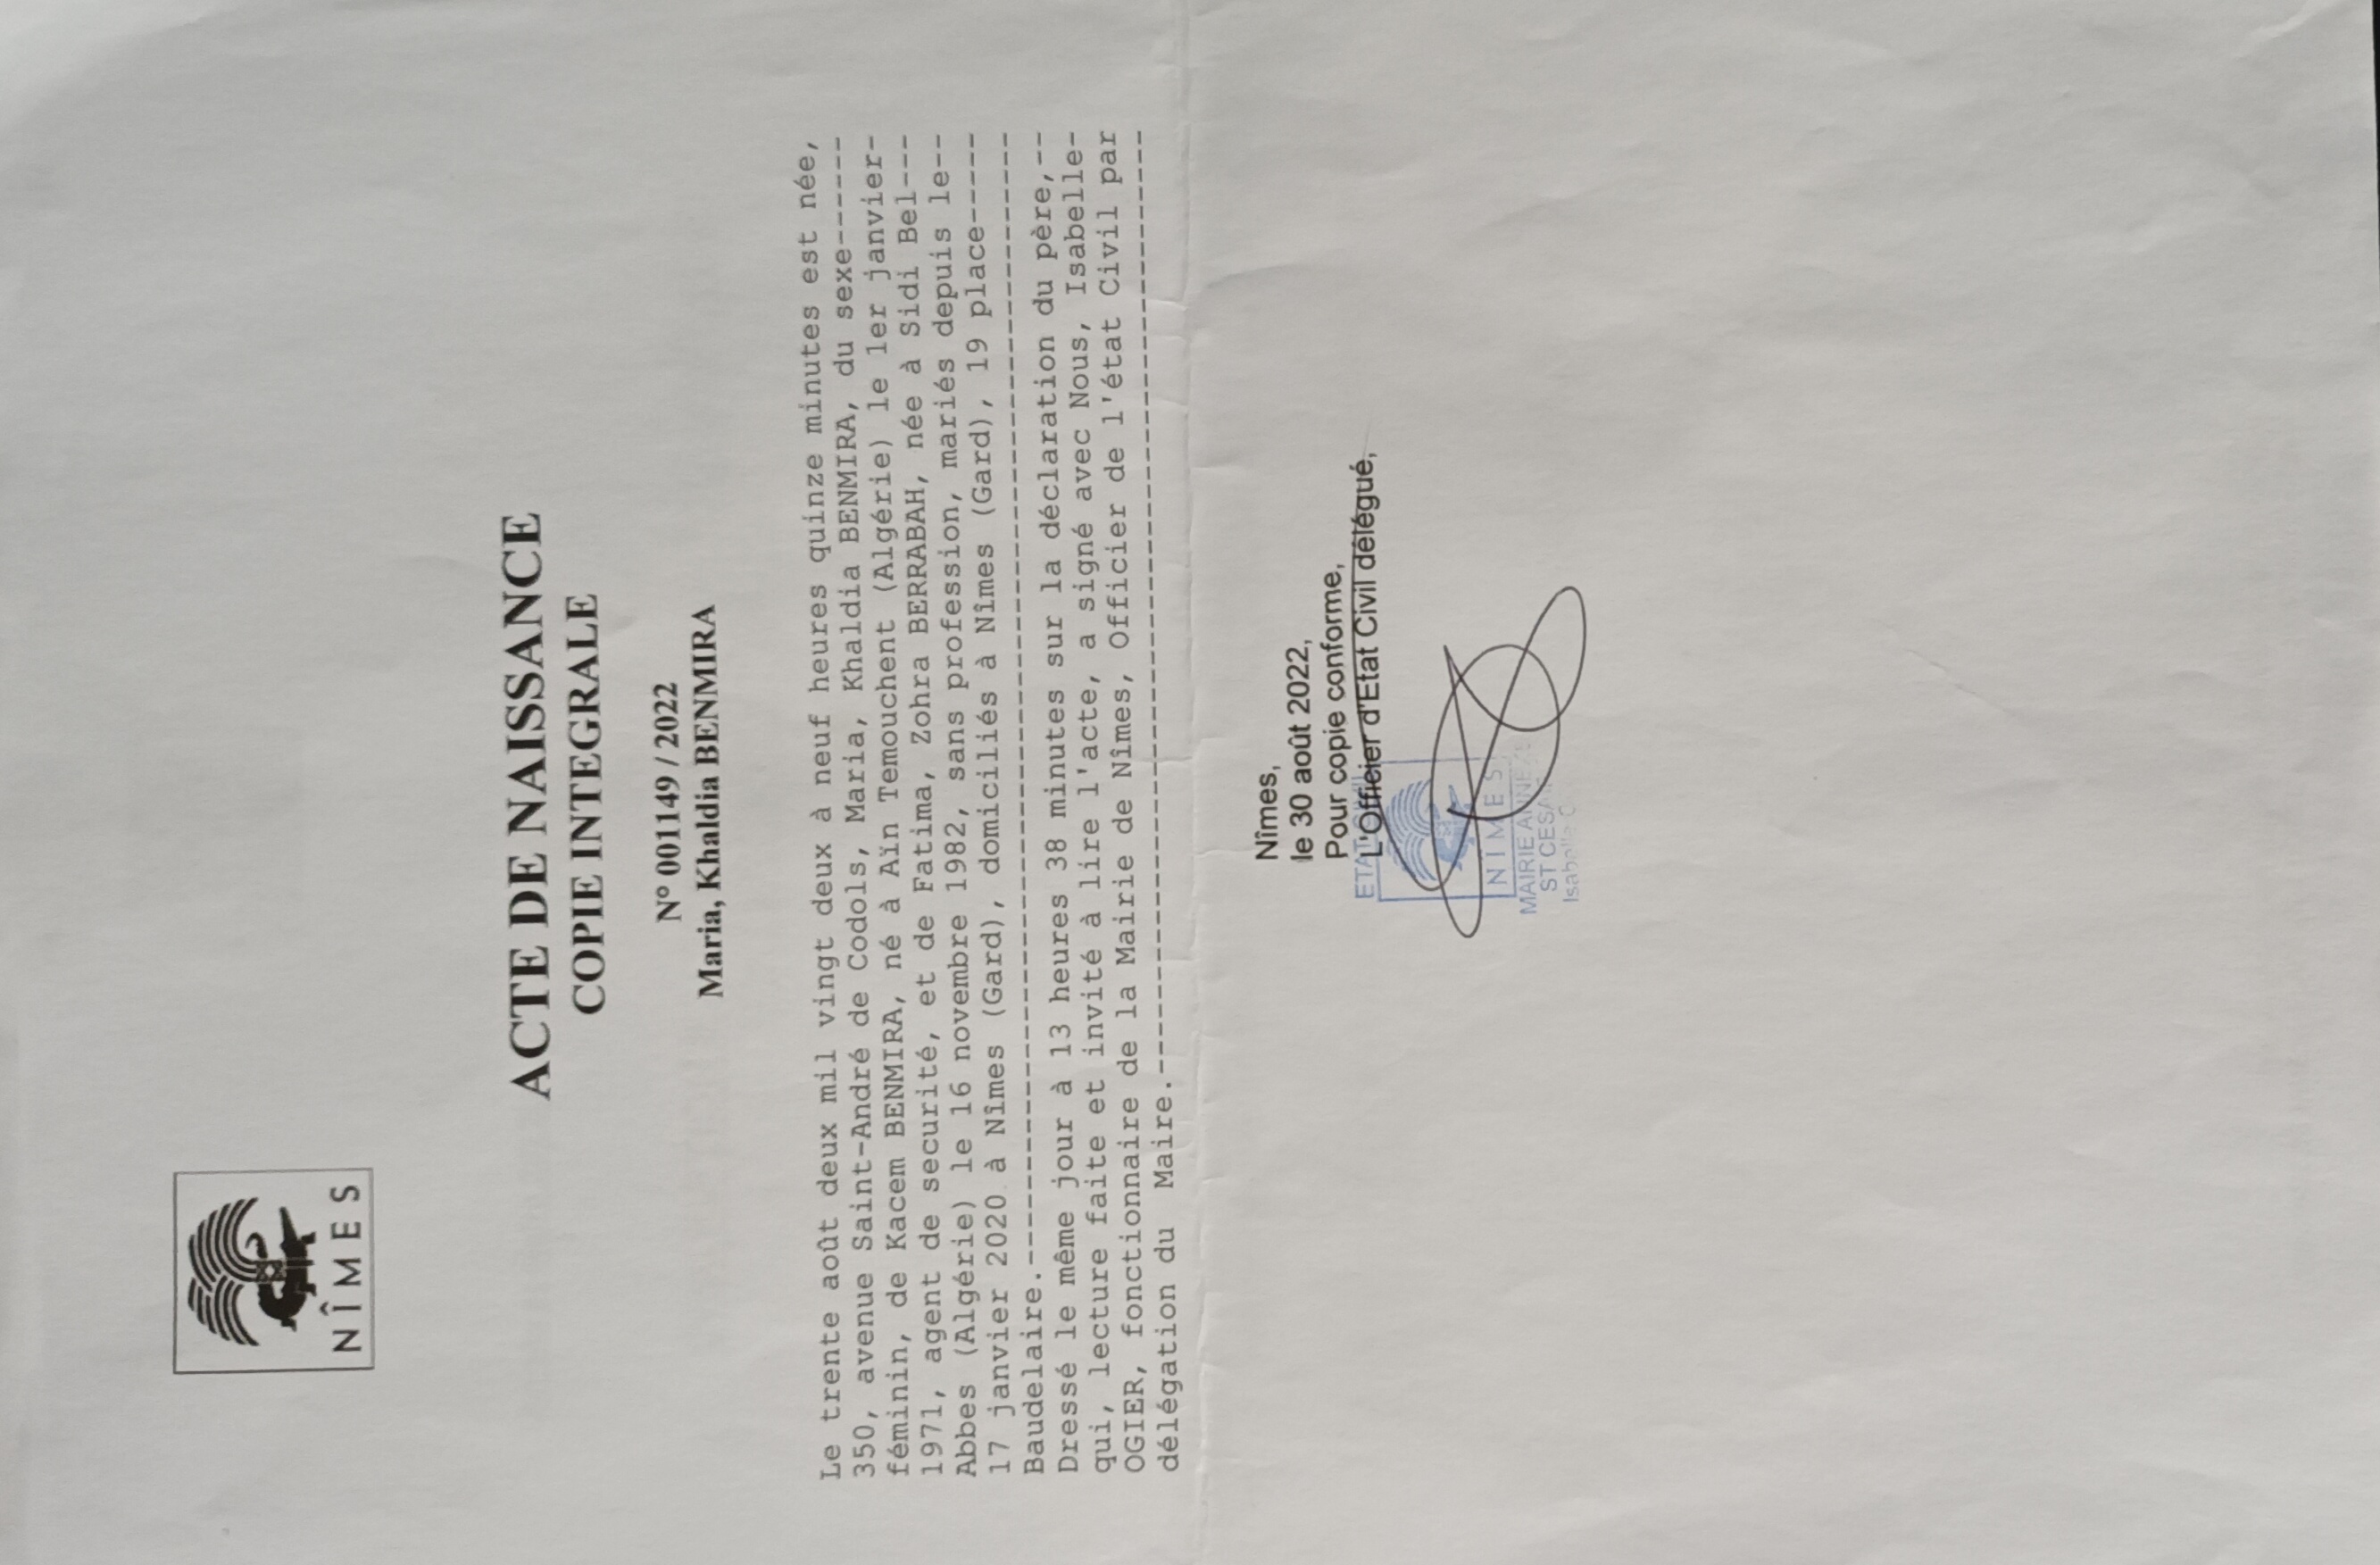 NÎMES
ACTE DE NAISSANCE
COPIE INTEGRALE
N° 001149 / 2022
Maria, Khaldia BENMIRA
Le trente août deux mil vingt deux à neuf heures quinze minutes est née,
350, avenue Saint-André de Codols, Maria, Khaldia BENMIRA, du sexe-------
féminin, de Kacem BENMIRA, né à Aïn Temouchent (Algérie) le 1er janvier-
1971, agent de securité, et de Fatima, Zohra BERRABAH, née à Sidi Bel----
Abbes (Algérie) le 16 novembre 1982, sans profession, mariés depuis le--
17 janvier 2020 à Nîmes (Gard), domiciliés à Nîmes (Gard), 19 place------
Baudelaire.--------------------------------------------------------------
Dressé le même jour à 13 heures 38 minutes sur la déclaration du père,--
qui, lecture faite et invité à lire l'acte, a signé avec Nous, Isabelle-
OGIER, fonctionnaire de la Mairie de Nîmes, Officier de l'état Civil par
délégation du Maire.-----------------------------------------------------
Nîmes,
le 30 août 2022,
Pour copie conforme,
L'Officier d'Etat Civil délégué,
ETAT
NÎMES
MAIRIE ANNEXE
ST CESAI
Isabelle O